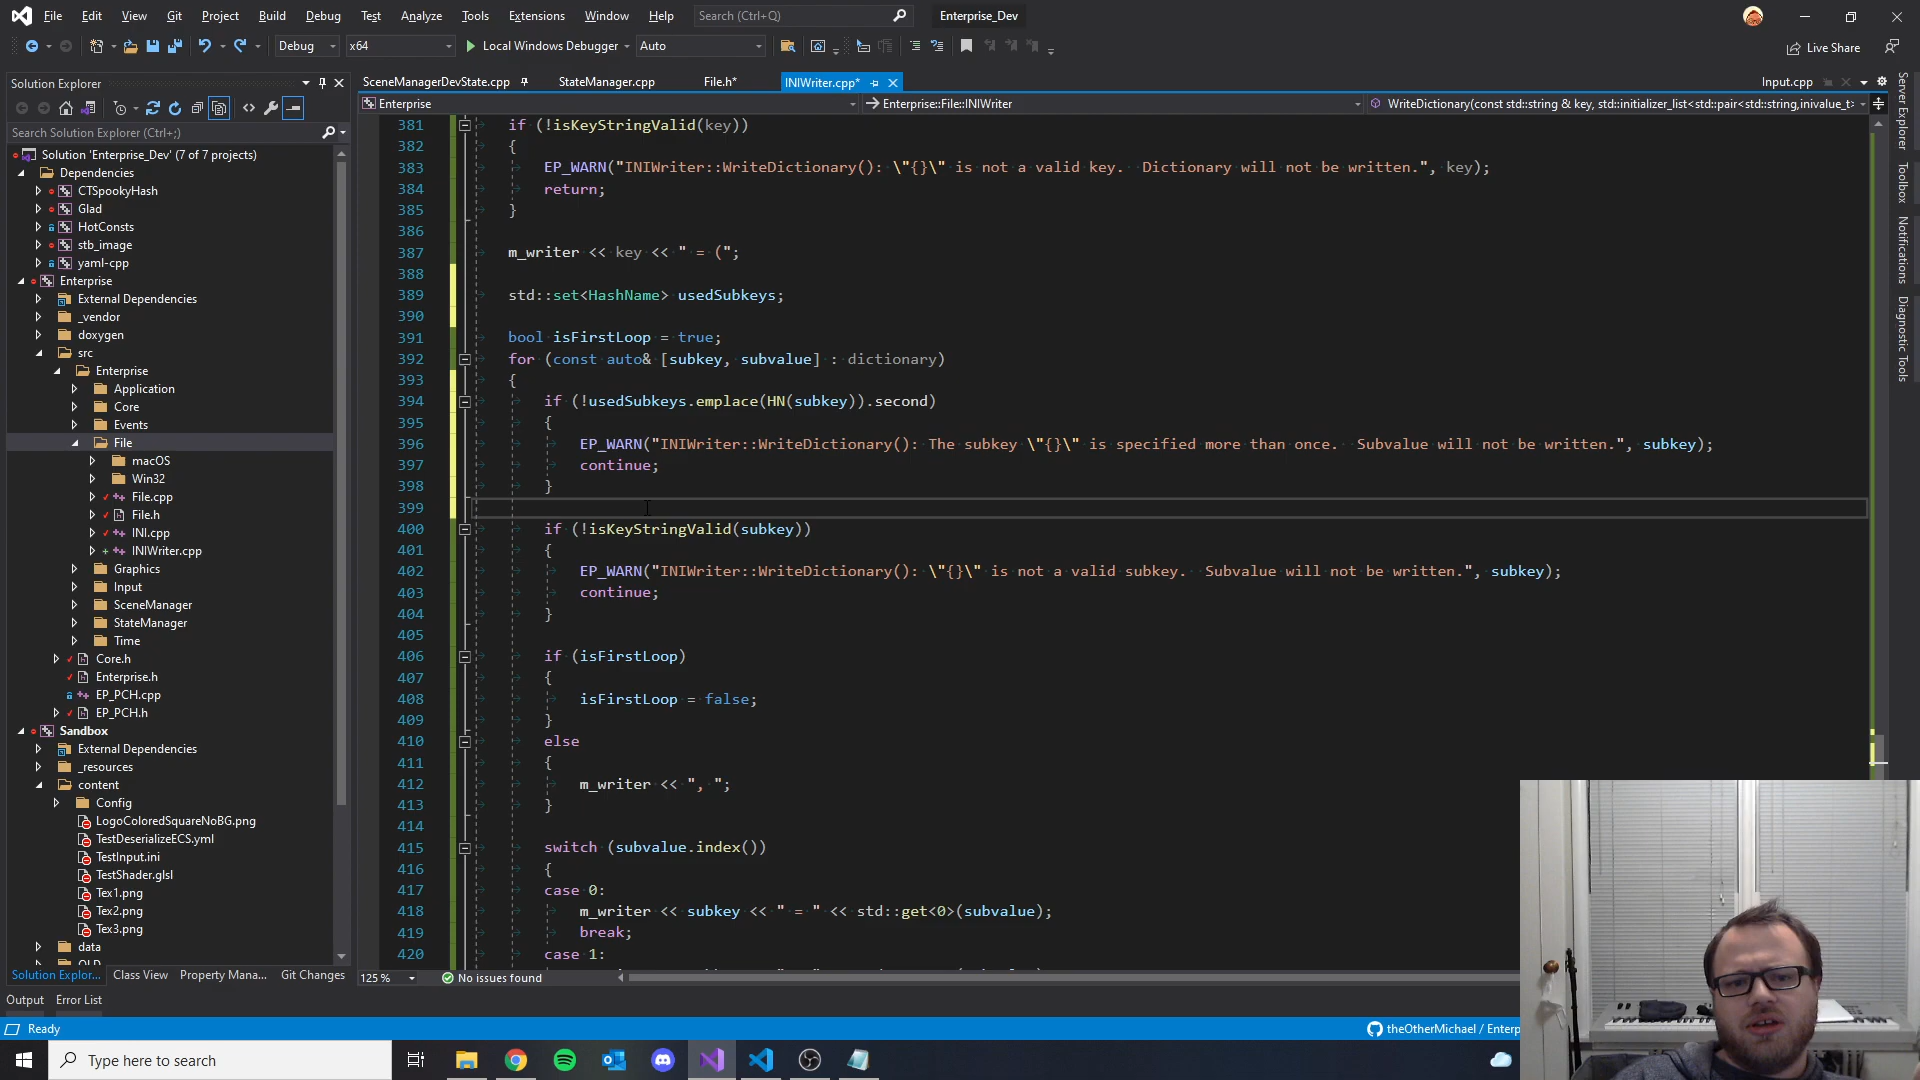 File Edit View Git Project Build Debug Test Analyze Tools Extensions Window Help Search (Ctrl+Q) Enterprise_Dev
Debug x64 Local Windows Debugger Auto Live Share
Solution Explorer
SceneManagerDevState.cpp StateManager.cpp File.h* INIWriter.cpp* Input.cpp
Enterprise Enterprise::File::INIWriter WriteDictionary(const std::string & key, std::initializer_list<std::pair<std::string,inivalue_t>
Search Solution Explorer (Ctrl+;)
Solution 'Enterprise_Dev' (7 of 7 projects)
Dependencies
CTSpookyHash
Glad
HotConsts
stb_image
yaml-cpp
Enterprise
External Dependencies
_vendor
doxygen
src
Enterprise
Application
Core
Events
File
macOS
Win32
File.cpp
File.h
INI.cpp
INIWriter.cpp
Graphics
Input
SceneManager
StateManager
Time
Core.h
Enterprise.h
EP_PCH.cpp
EP_PCH.h
Sandbox
External Dependencies
_resources
content
Config
LogoColoredSquareNoBG.png
TestDeserializeECS.yml
TestInput.ini
TestShader.glsl
Tex1.png
Tex2.png
Tex3.png
data
Solution Explor... Class View Property Mana... Git Changes
381 if (!isKeyStringValid(key))
382 {
383 EP_WARN("INIWriter::WriteDictionary(): \"{}\" is not a valid key.  Dictionary will not be written.", key);
384 return;
385 }
386
387 m_writer << key << " = (";
388
389 std::set<HashName> usedSubkeys;
390
391 bool isFirstLoop = true;
392 for (const auto& [subkey, subvalue] : dictionary)
393 {
394 if (!usedSubkeys.emplace(HN(subkey)).second)
395 {
396 EP_WARN("INIWriter::WriteDictionary(): The subkey \"{}\" is specified more than once.  Subvalue will not be written.", subkey);
397 continue;
398 }
399
400 if (!isKeyStringValid(subkey))
401 {
402 EP_WARN("INIWriter::WriteDictionary(): \"{}\" is not a valid subkey.  Subvalue will not be written.", subkey);
403 continue;
404 }
405
406 if (isFirstLoop)
407 {
408 isFirstLoop = false;
409 }
410 else
411 {
412 m_writer << ", ";
413 }
414
415 switch (subvalue.index())
416 {
417 case 0:
418 m_writer << subkey << " = " << std::get<0>(subvalue);
419 break;
420 case 1:
125 % No issues found
Server Explorer
Toolbox
Notifications
Diagnostic Tools
Output Error List
Ready theOtherMichael / Enterp
Type here to search